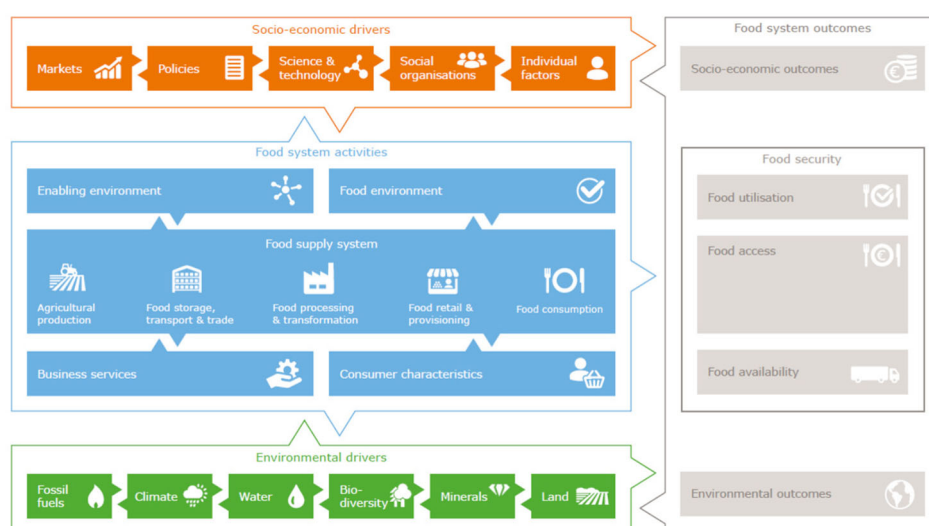 Socio-economic drivers
Markets
Policies
Science &
technology
Social
organisations
Individual
factors
Food system outcomes
Socio-economic outcomes
€
Food system activities
Enabling environment
Food environment
Food supply system
Agricultural
production
Food storage,
transport & trade
Food processing
& transformation
Food retail &
provisioning
Food consumption
Business services
Consumer characteristics
Food security
Food utilisation
Food access
€
Food availability
Environmental drivers
Fossil
fuels
Climate
Water
Bio-
diversity
Minerals
Land
Environmental outcomes